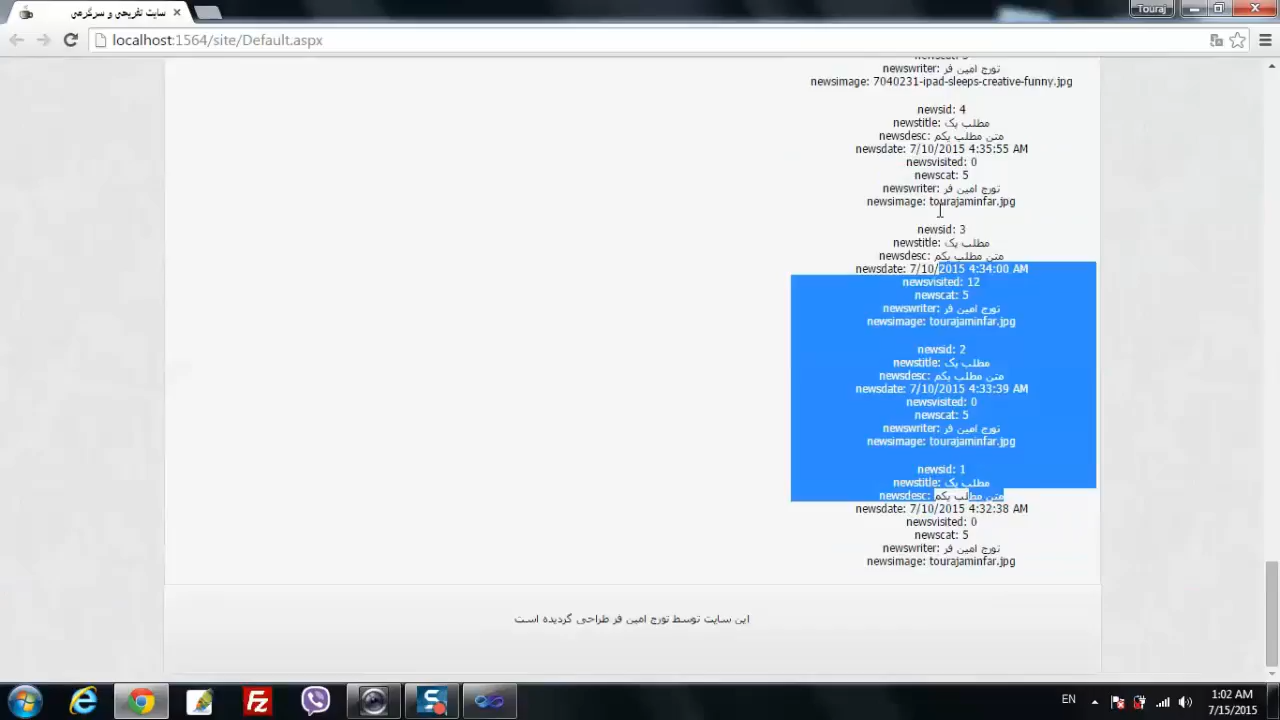 سایت تفریحی و سرگرمی
Touraj
localhost:1564/site/Default.aspx
newswriter: تورج امین فر
newsimage: 7040231-ipad-sleeps-creative-funny.jpg
newsid: 4
newstitle: مطلب یک
newsdesc: متن مطلب یکم
newsdate: 7/10/2015 4:35:55 AM
newsvisited: 0
newscat: 5
newswriter: تورج امین فر
newsimage: tourajaminfar.jpg
newsid: 3
newstitle: مطلب یک
newsdesc: متن مطلب یکم
newsdate: 7/10/2015 4:34:00 AM
newsvisited: 12
newscat: 5
newswriter: تورج امین فر
newsimage: tourajaminfar.jpg
newsid: 2
newstitle: مطلب یک
newsdesc: متن مطلب یکم
newsdate: 7/10/2015 4:33:39 AM
newsvisited: 0
newscat: 5
newswriter: تورج امین فر
newsimage: tourajaminfar.jpg
newsid: 1
newstitle: مطلب یک
newsdesc: متن مطلب یکم
newsdate: 7/10/2015 4:32:38 AM
newsvisited: 0
newscat: 5
newswriter: تورج امین فر
newsimage: tourajaminfar.jpg
این سایت توسط تورج امین فر طراحی گردیده است
EN
1:02 AM
7/15/2015